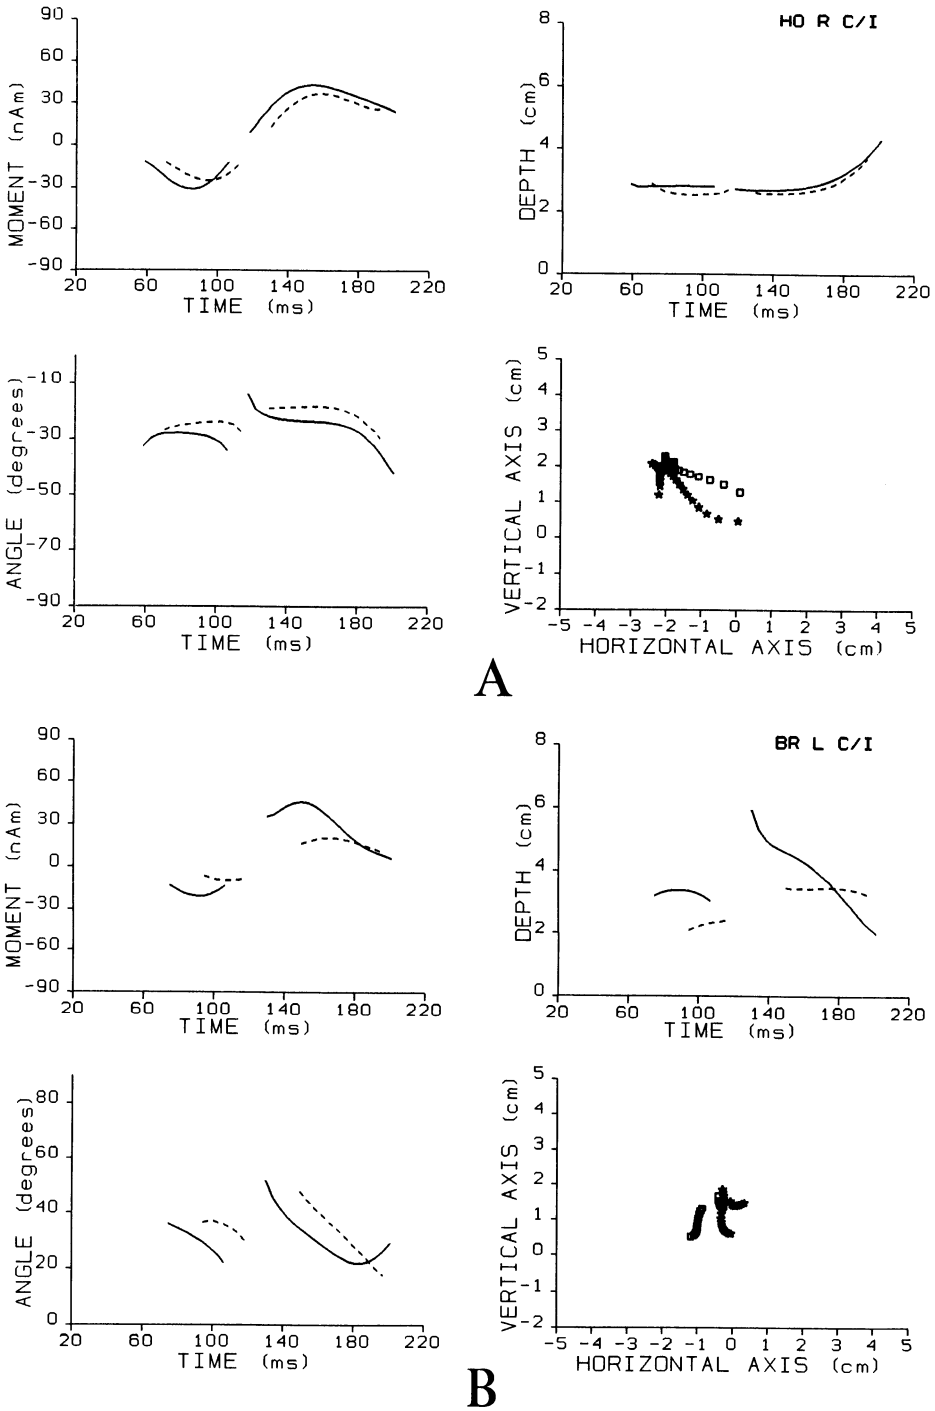 90
60
30
0
-30
-60
-90
MOMENT (nAm)
20 60 100 140 180 220
TIME (ms)
HO R C/I
8
6
4
2
0
DEPTH (cm)
20 60 100 140 180 220
TIME (ms)
-10
-30
-50
-70
-90
ANGLE (degrees)
20 60 100 140 180 220
TIME (ms)
5
4
3
2
1
0
-1
-2
VERTICAL AXIS (cm)
-5 -4 -3 -2 -1 0 1 2 3 4 5
HORIZONTAL AXIS (cm)
A
90
60
30
0
-30
-60
-90
MOMENT (nAm)
20 60 100 140 180 220
TIME (ms)
BR L C/I
8
6
4
2
0
DEPTH (cm)
20 60 100 140 180 220
TIME (ms)
80
60
40
20
0
ANGLE (degrees)
20 60 100 140 180 220
TIME (ms)
5
4
3
2
1
0
-1
-2
VERTICAL AXIS (cm)
-5 -4 -3 -2 -1 0 1 2 3 4 5
HORIZONTAL AXIS (cm)
B